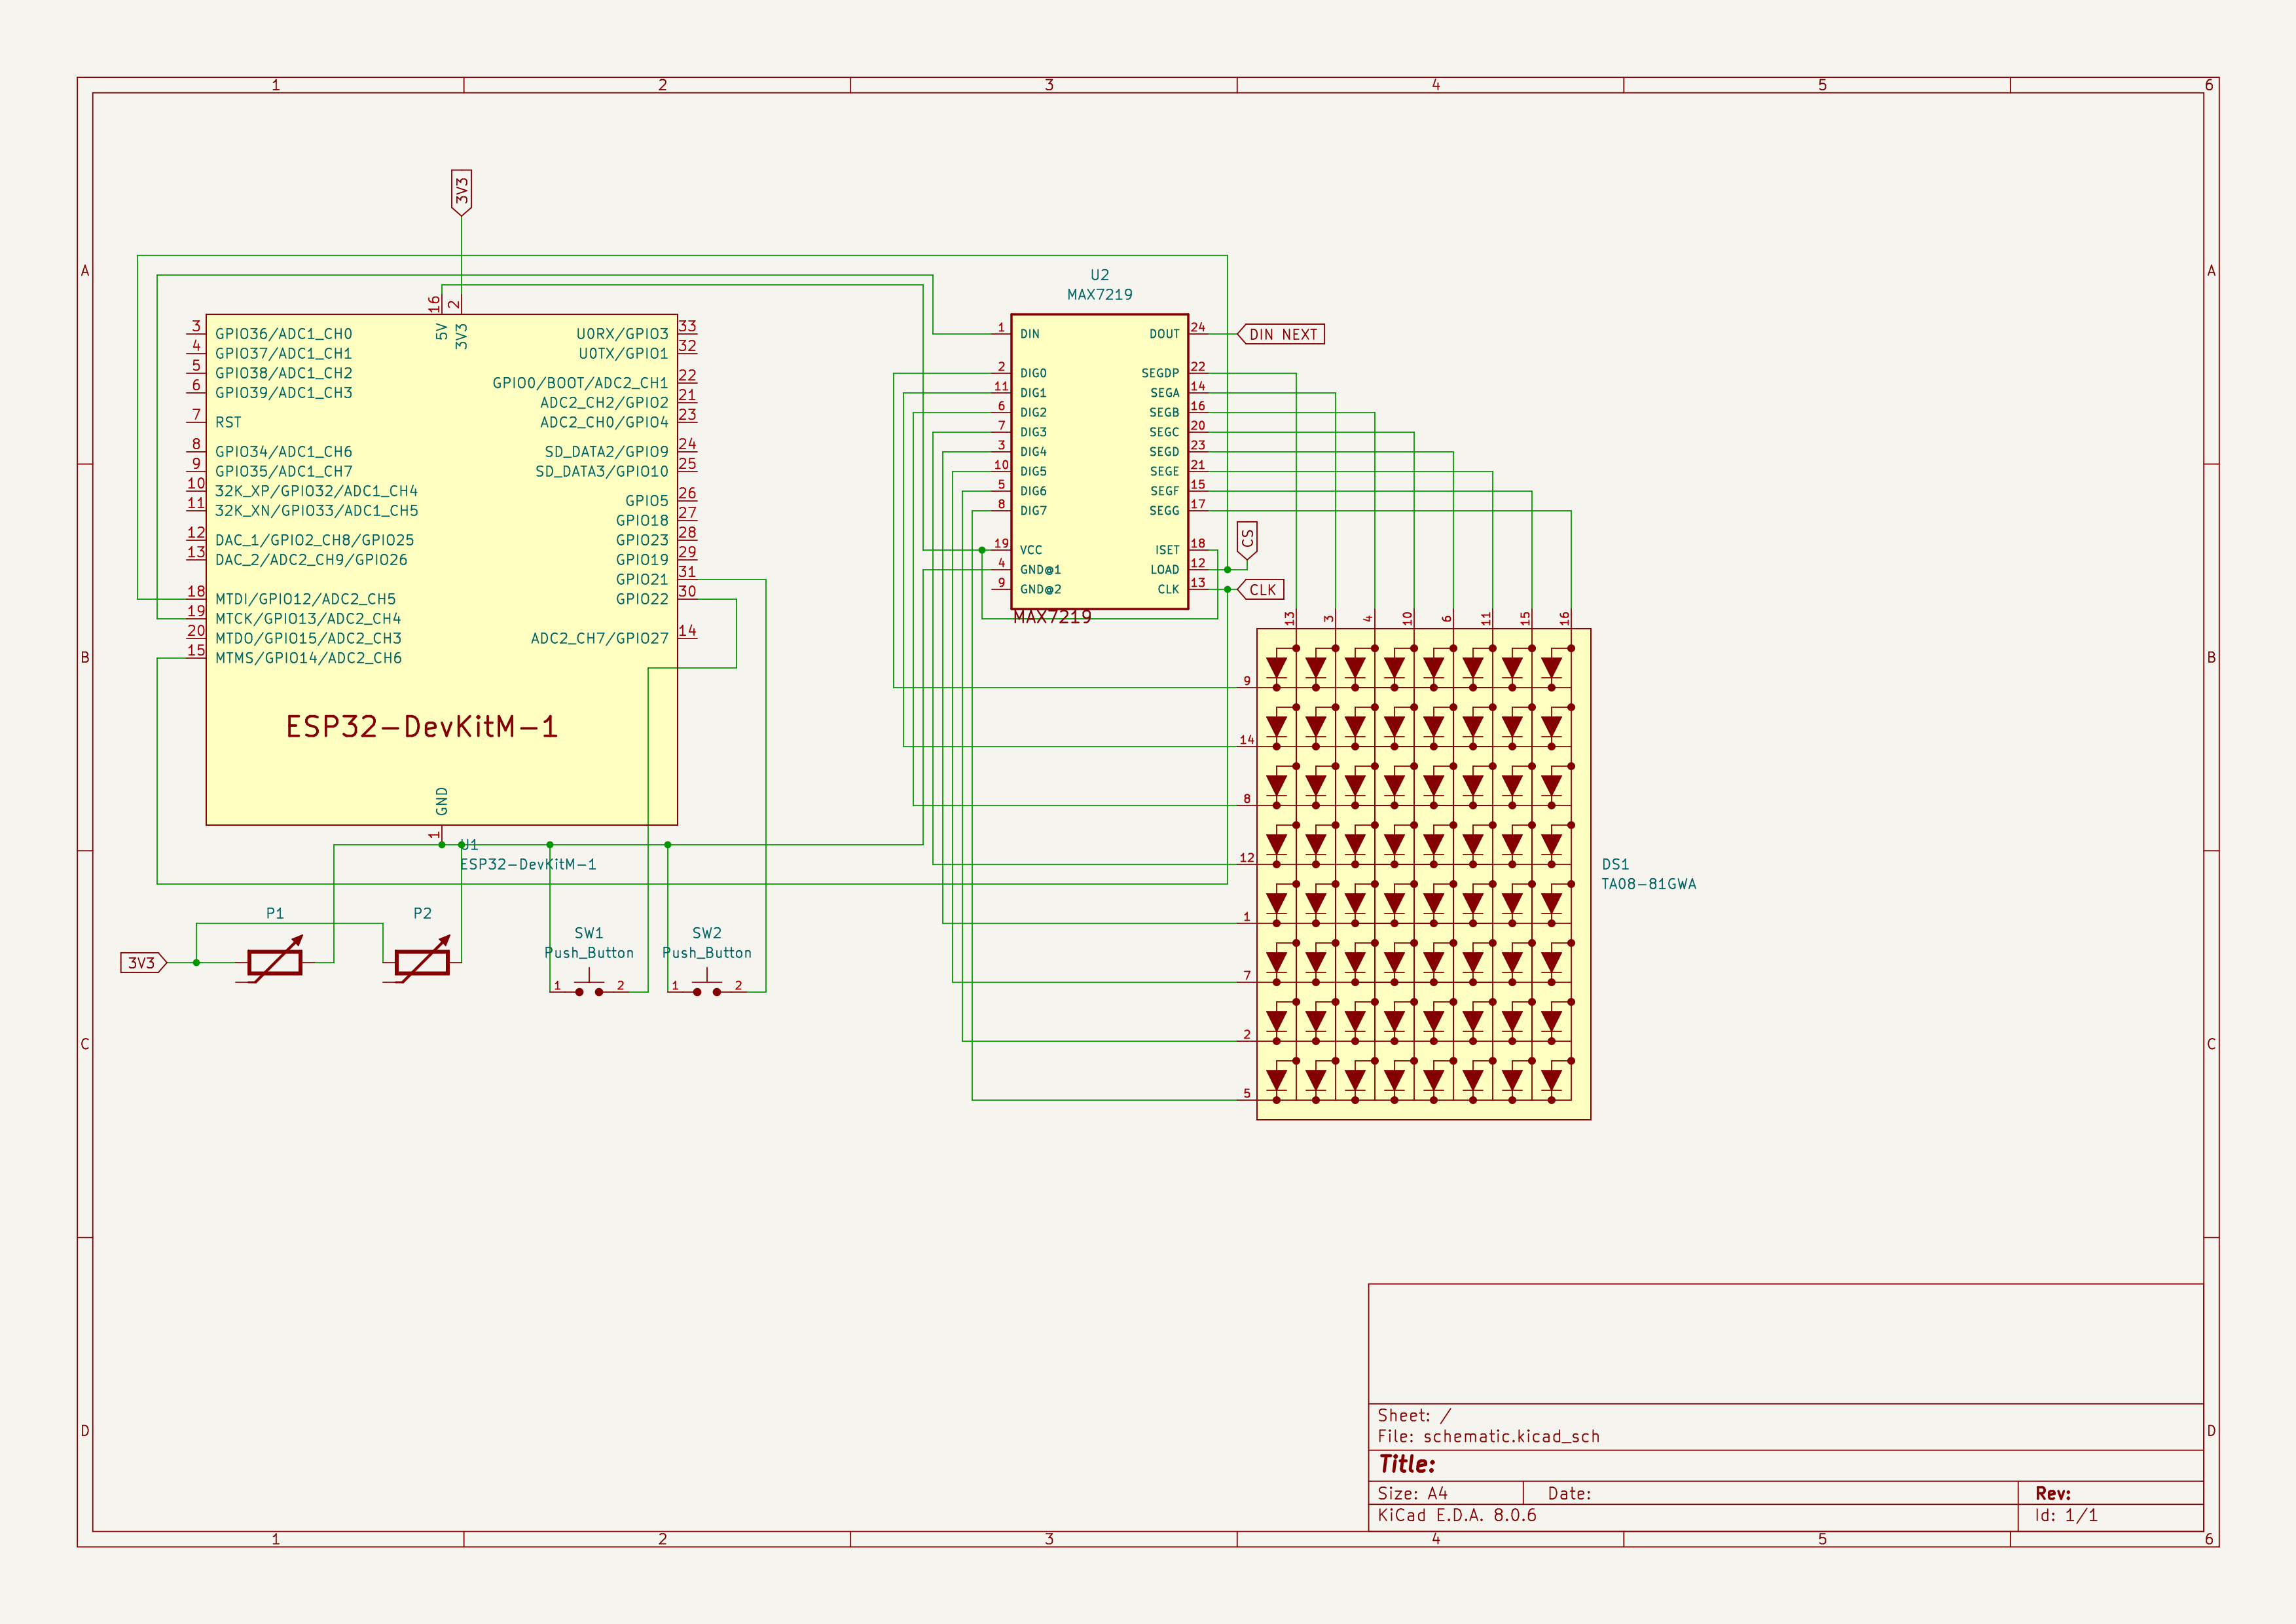 1 2 3 4 5 6
A
B
C
D
A
B
C
D
3V3
16 2
5V 3V3
3 GPIO36/ADC1_CH0
4 GPIO37/ADC1_CH1
5 GPIO38/ADC1_CH2
6 GPIO39/ADC1_CH3
7 RST
8 GPIO34/ADC1_CH6
9 GPIO35/ADC1_CH7
10 32K_XP/GPIO32/ADC1_CH4
11 32K_XN/GPIO33/ADC1_CH5
12 DAC_1/GPIO2_CH8/GPIO25
13 DAC_2/ADC2_CH9/GPIO26
18 MTDI/GPIO12/ADC2_CH5
19 MTCK/GPIO13/ADC2_CH4
20 MTDO/GPIO15/ADC2_CH3
15 MTMS/GPIO14/ADC2_CH6
U0RX/GPIO3 33
U0TX/GPIO1 32
GPIO0/BOOT/ADC2_CH1 22
ADC2_CH2/GPIO2 21
ADC2_CH0/GPIO4 23
SD_DATA2/GPIO9 24
SD_DATA3/GPIO10 25
GPIO5 26
GPIO18 27
GPIO23 28
GPIO19 29
GPIO21 31
GPIO22 30
ADC2_CH7/GPIO27 14
ESP32-DevKitM-1
GND
1
U1
ESP32-DevKitM-1
3V3
P1
P2
SW1
Push_Button
1 2
SW2
Push_Button
1 2
U2
MAX7219
1 DIN
2 DIG0
11 DIG1
6 DIG2
7 DIG3
3 DIG4
10 DIG5
5 DIG6
8 DIG7
19 VCC
4 GND@1
9 GND@2
DOUT 24
SEGDP 22
SEGA 14
SEGB 16
SEGC 20
SEGD 23
SEGE 21
SEGF 15
SEGG 17
ISET 18
LOAD 12
CLK 13
MAX7219
DIN NEXT
CS
CLK
13 3 4 10 6 11 15 16
9
14
8
12
1
7
2
5
DS1
TA08-81GWA
Sheet: /
File: schematic.kicad_sch
Title:
Size: A4 Date: Rev:
KiCad E.D.A. 8.0.6 Id: 1/1
1 2 3 4 5 6